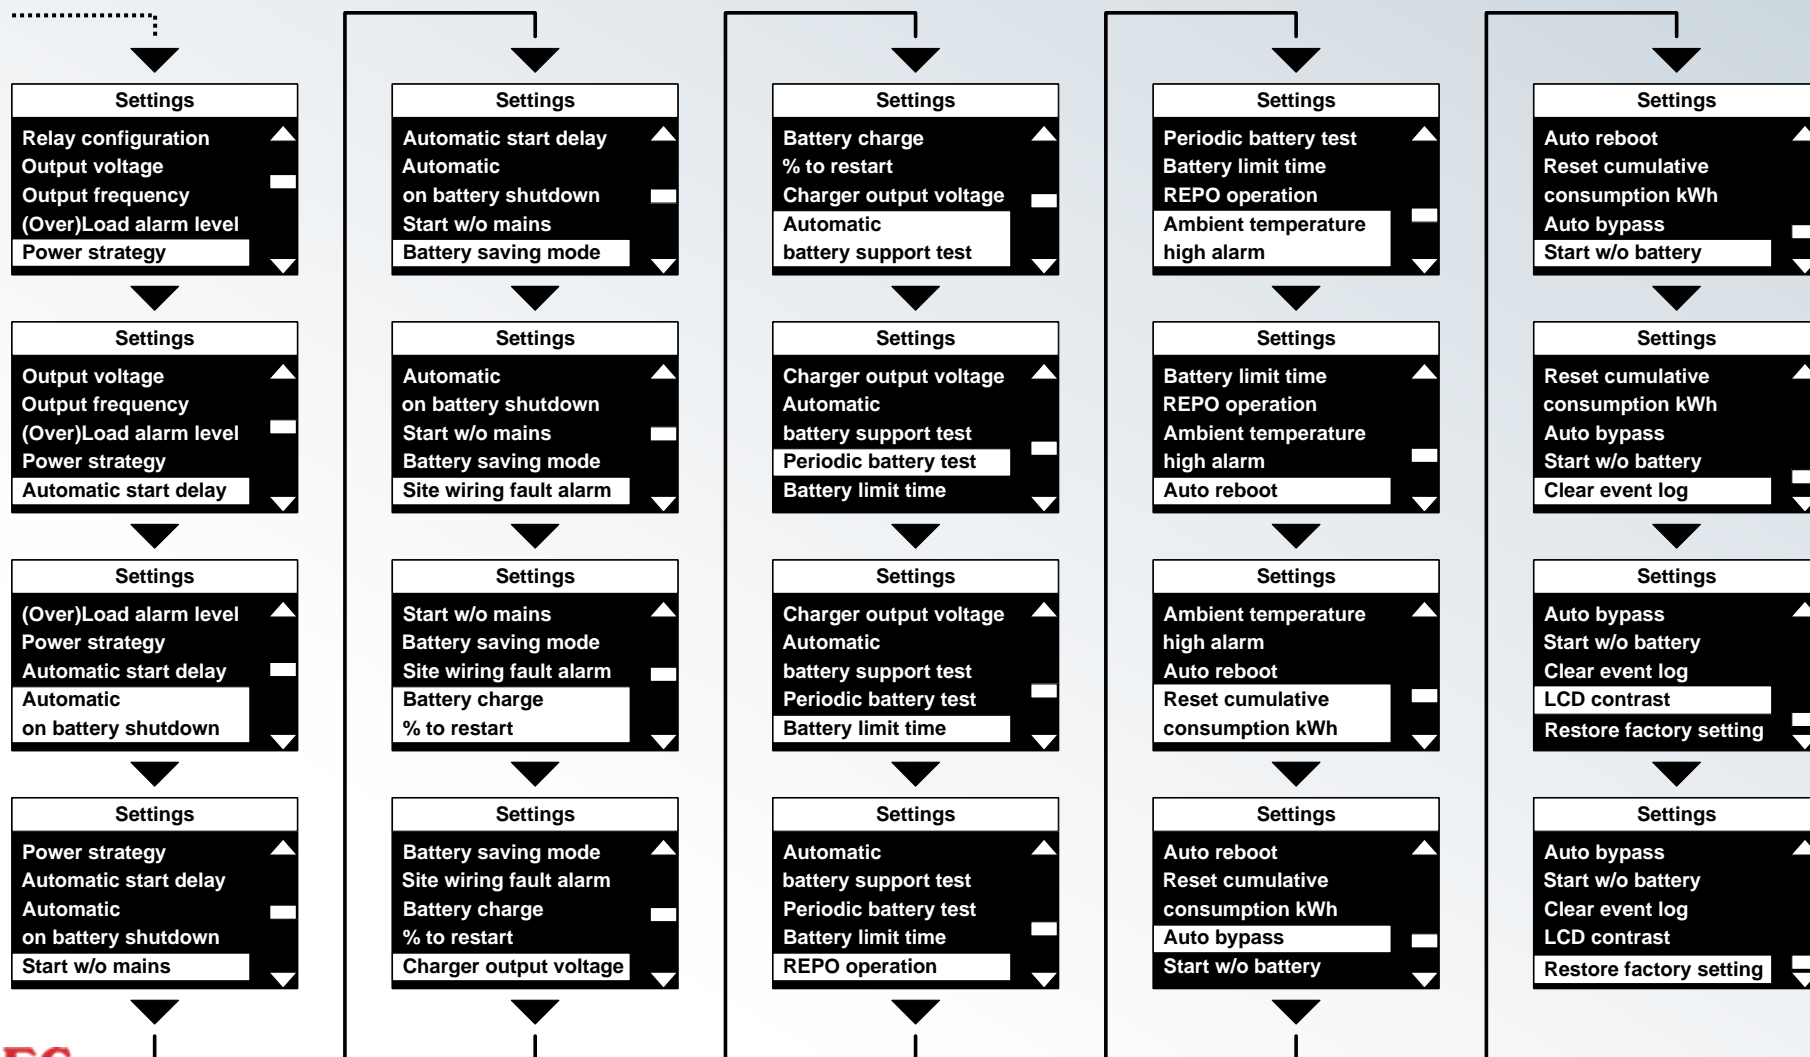 Settings
Relay configuration
Output voltage
Output frequency
(Over)Load alarm level
Power strategy
Settings
Output voltage
Output frequency
(Over)Load alarm level
Power strategy
Automatic start delay
Settings
(Over)Load alarm level
Power strategy
Automatic start delay
Automatic
on battery shutdown
Settings
Power strategy
Automatic start delay
Automatic
on battery shutdown
Start w/o mains
Settings
Automatic start delay
Automatic
on battery shutdown
Start w/o mains
Battery saving mode
Settings
Automatic
on battery shutdown
Start w/o mains
Battery saving mode
Site wiring fault alarm
Settings
Start w/o mains
Battery saving mode
Site wiring fault alarm
Battery charge
% to restart
Settings
Battery saving mode
Site wiring fault alarm
Battery charge
% to restart
Charger output voltage
Settings
Battery charge
% to restart
Charger output voltage
Automatic
battery support test
Settings
Charger output voltage
Automatic
battery support test
Periodic battery test
Battery limit time
Settings
Charger output voltage
Automatic
battery support test
Periodic battery test
Battery limit time
Settings
Automatic
battery support test
Periodic battery test
Battery limit time
REPO operation
Settings
Periodic battery test
Battery limit time
REPO operation
Ambient temperature
high alarm
Settings
Battery limit time
REPO operation
Ambient temperature
high alarm
Auto reboot
Settings
Ambient temperature
high alarm
Auto reboot
Reset cumulative
consumption kWh
Settings
Auto reboot
Reset cumulative
consumption kWh
Auto bypass
Start w/o battery
Settings
Auto reboot
Reset cumulative
consumption kWh
Auto bypass
Start w/o battery
Settings
Reset cumulative
consumption kWh
Auto bypass
Start w/o battery
Clear event log
Settings
Auto bypass
Start w/o battery
Clear event log
LCD contrast
Restore factory setting
Settings
Auto bypass
Start w/o battery
Clear event log
LCD contrast
Restore factory setting